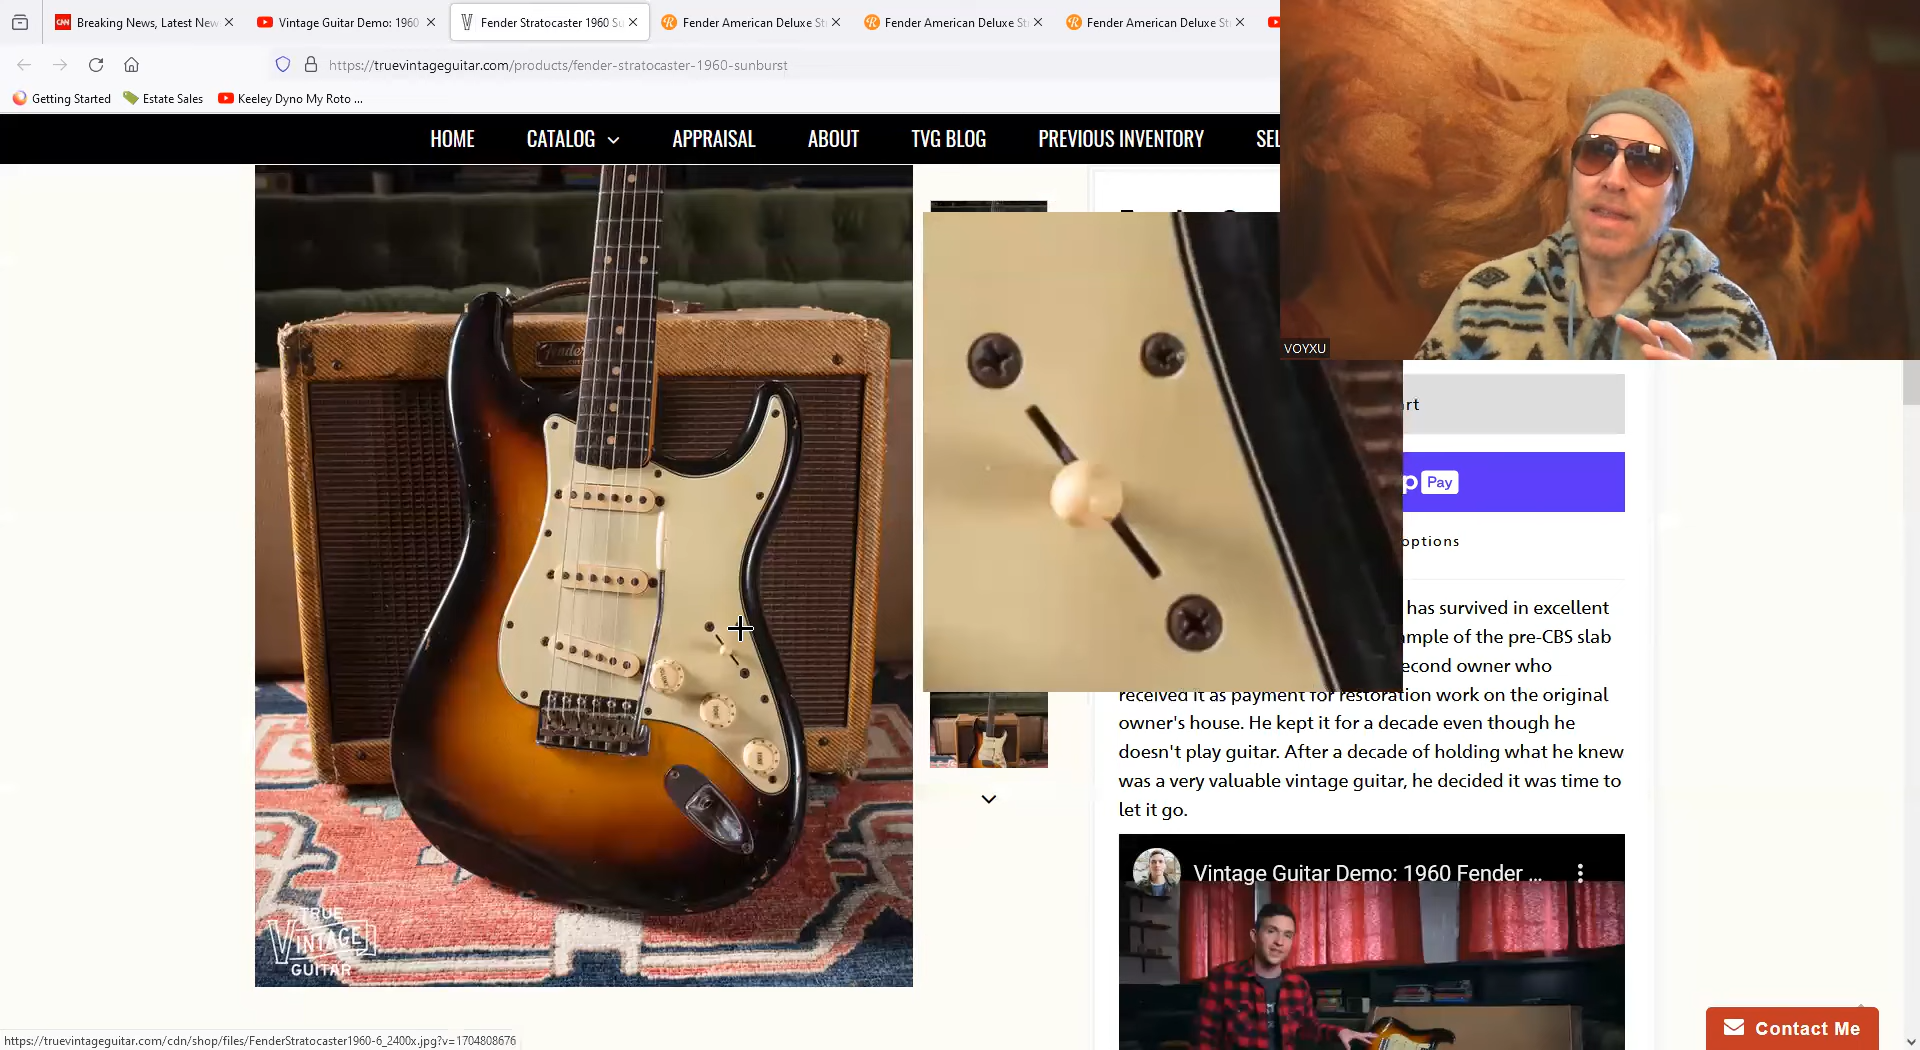 Breaking News, Latest New
Vintage Guitar Demo: 1960
Fender Stratocaster 1960 Su
Fender American Deluxe St
Fender American Deluxe St
Fender American Deluxe St
https://truevintageguitar.com/products/fender-stratocaster-1960-sunburst
Getting Started
Estate Sales
Keeley Dyno My Roto ...
HOME
CATALOG
APPRAISAL
ABOUT
TVG BLOG
PREVIOUS INVENTORY
SEL
VOYXU
Fender
rt
Pay
options
has survived in excellent
mple of the pre-CBS slab
econd owner who
received it as payment for restoration work on the original
owner's house. He kept it for a decade even though he
doesn't play guitar. After a decade of holding what he knew
was a very valuable vintage guitar, he decided it was time to
let it go.
Vintage Guitar Demo: 1960 Fender ...
TRUE
VINTAGE
GUITAR
Contact Me
https://truevintageguitar.com/cdn/shop/files/FenderStratocaster1960-6_2400x.jpg?v=1704808676